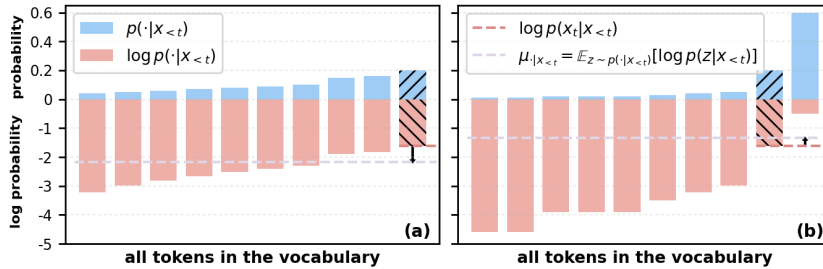 0.6
0.4
0.2
0
-1
-2
-3
-4
-5
probability
log probability
p(·|x<t)
log p(·|x<t)
(a)
all tokens in the vocabulary
log p(xt|x<t)
μ·|x<t = 𝔼z∼p(·|x<t)[log p(z|x<t)]
(b)
all tokens in the vocabulary